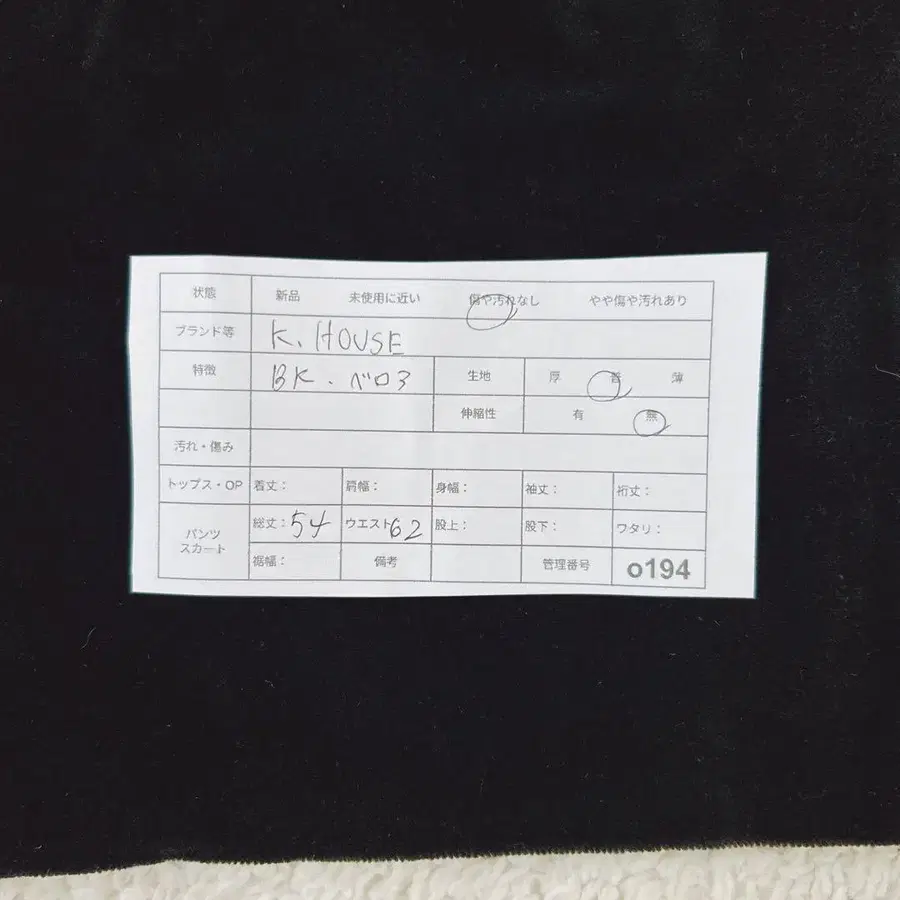 状態 新品 未使用に近い 傷や汚れなし やや傷や汚れあり
ブランド等 K.HOUSE
特徴 BK.ベロア 生地 厚 普 薄
伸縮性 有 無
汚れ・傷み
トップス・OP 着丈: 肩幅: 身幅: 袖丈: 裄丈:
パンツ
スカート
総丈:54 ウエスト62 股上: 股下: ワタリ:
裾幅: 備考 管理番号 o194